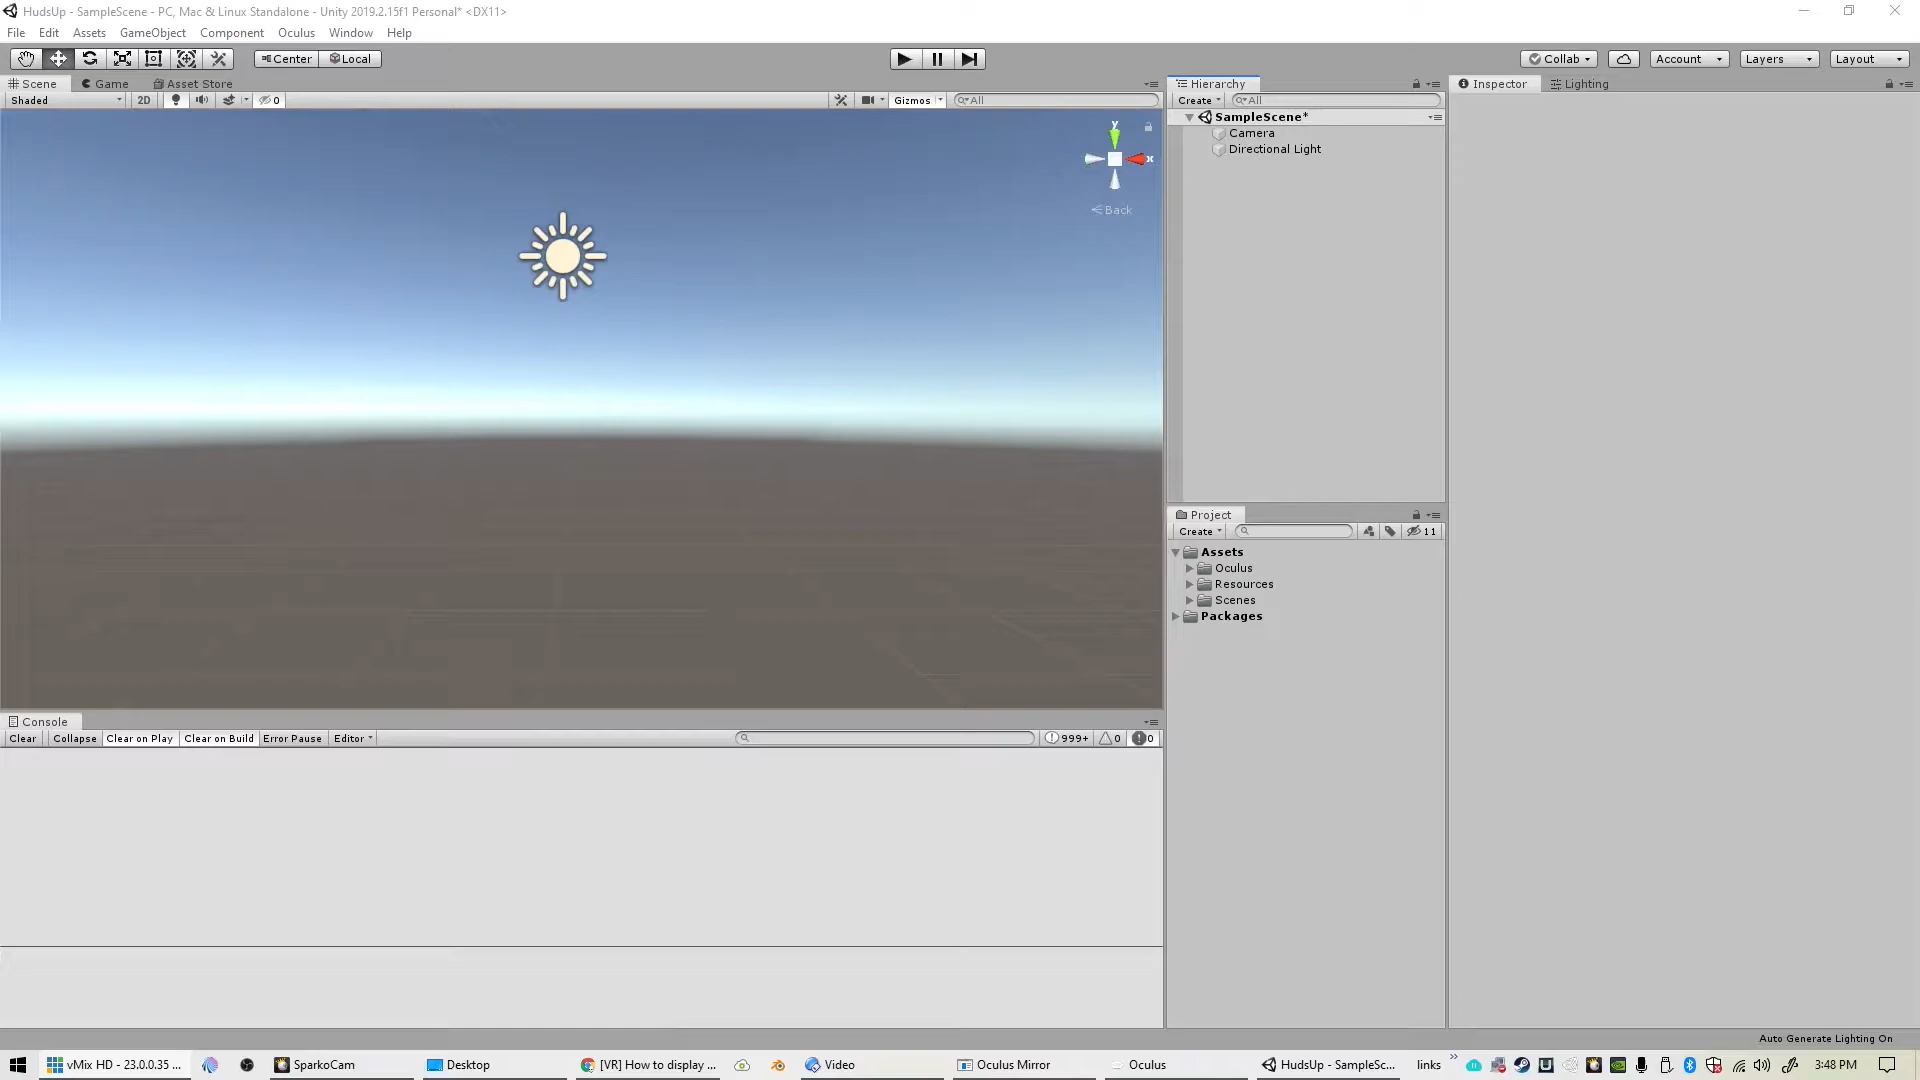 HudsUp - SampleScene - PC, Mac & Linux Standalone - Unity 2019.2.15f1 Personal* <DX11>
File Edit Assets GameObject Component Oculus Window Help
Center Local Collab Account Layers Layout
Scene Game Asset Store
Shaded 2D 0 Gizmos All
y
x
Back
Hierarchy
Create All
SampleScene*
Camera
Directional Light
Inspector Lighting
Project
Create 11
Assets
Oculus
Resources
Scenes
Packages
Console
Clear Collapse Clear on Play Clear on Build Error Pause Editor 999+ 0 0
Auto Generate Lighting On
vMix HD - 23.0.0.35 ... SparkoCam Desktop [VR] How to display ... Video Oculus Mirror Oculus HudsUp - SampleSc... links 3:48 PM